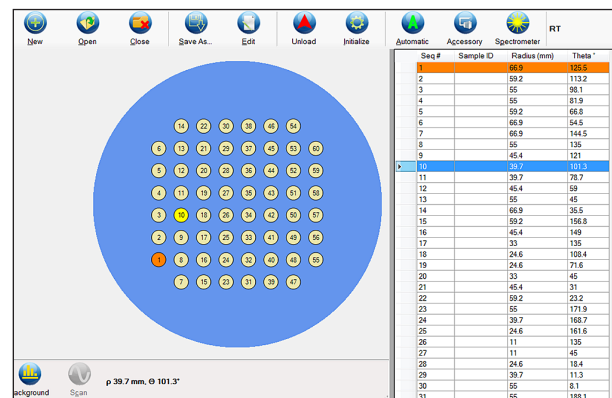 New Open Close Save As... Edit Unload Initialize Automatic Accessory Spectrometer RT
Seq # Sample ID Radius (mm) Theta °
1 66.9 125.5
2 59.2 113.2
3 55 98.1
4 55 81.9
5 59.2 66.8
6 66.9 54.5
7 66.9 144.5
8 55 135
9 45.4 121
10 39.7 101.3
11 39.7 78.7
12 45.4 59
13 55 45
14 66.9 35.5
15 59.2 156.8
16 45.4 149
17 33 135
18 24.6 108.4
19 24.6 71.6
20 33 45
21 45.4 31
22 59.2 23.2
23 55 171.9
24 39.7 168.7
25 24.6 161.6
26 11 135
27 11 45
28 24.6 18.4
29 39.7 11.3
30 55 8.1
31 55 188.1
14 22 30 38 46 54
6 13 21 29 37 45 53 60
5 12 20 28 36 44 52 59
4 11 19 27 35 43 51 58
3 10 18 26 34 42 50 57
2 9 17 25 33 41 49 56
1 8 16 24 32 40 48 55
7 15 23 31 39 47
ackground Scan ρ 39.7 mm, Θ 101.3°